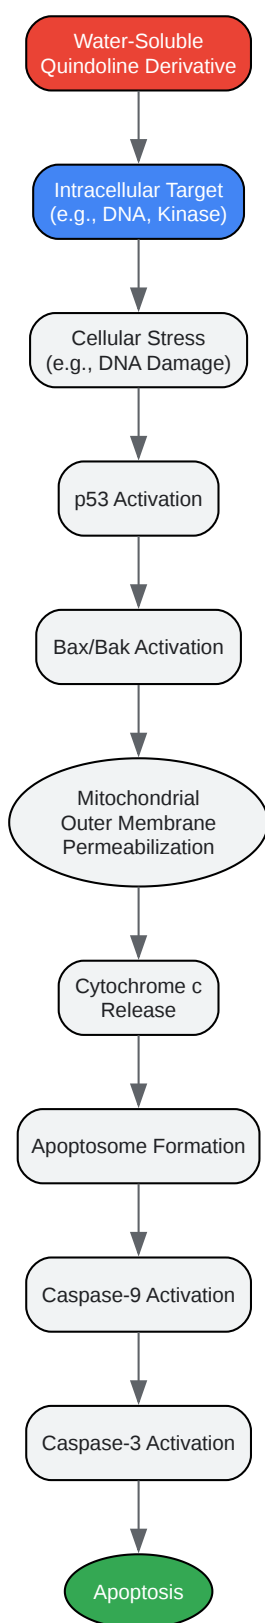 Water-Soluble
Quindoline Derivative
Intracellular Target
(e.g., DNA, Kinase)
Cellular Stress
(e.g., DNA Damage)
p53 Activation
Bax/Bak Activation
Mitochondrial
Outer Membrane
Permeabilization
Cytochrome c
Release
Apoptosome Formation
Caspase-9 Activation
Caspase-3 Activation
Apoptosis